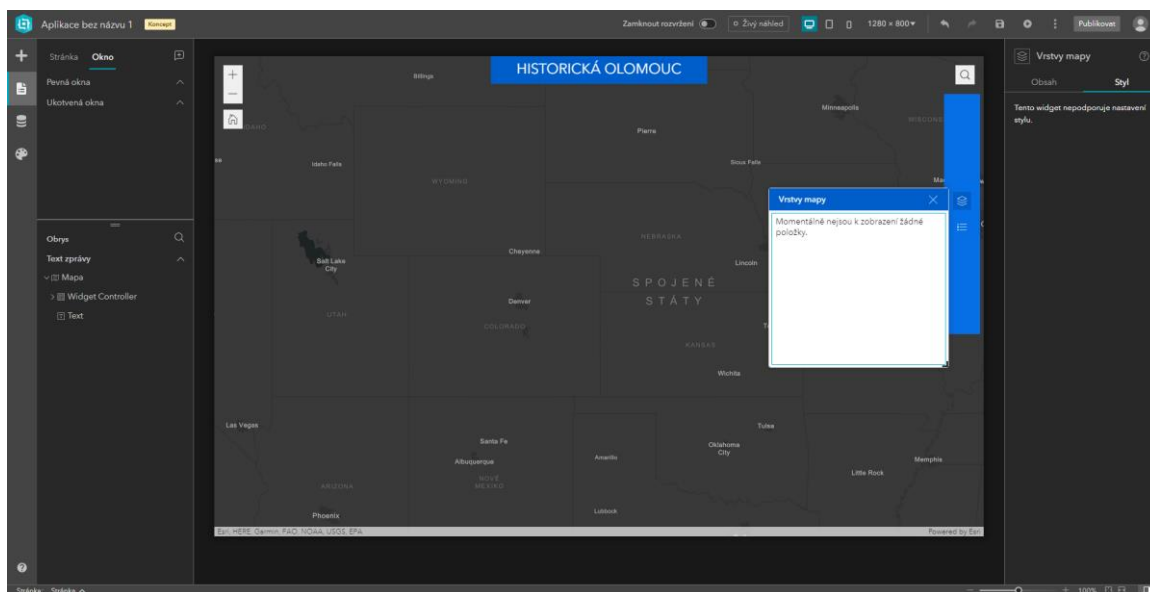 Aplikace bez názvu 1
Koncept
Zamknout rozvržení
Živý náhled
1280 × 800
Publikovat
Stránka Okno
Pevná okna
Ukotvená okna
Obrys
Text zprávy
Mapa
Widget Controller
Text
HISTORICKÁ OLOMOUC
Billings
Minneapolis
IDAHO
Pierre
Idaho Falls
Sioux Falls
WYOMING
NEBRASKA
Cheyenne
Salt Lake
City
Lincoln
SPOJENÉ
STÁTY
Denver
UTAH
COLORADO
KANSAS
Wichita
Las Vegas
Tulsa
Santa Fe
Oklahoma
City
Albuquerque
Amarillo
Memphis
Little Rock
NOVÉ
MEXIKO
ARIZONA
Phoenix
Lubbock
Esri, HERE, Garmin, FAO, NOAA, USGS, EPA
Powered by Esri
Vrstvy mapy
Momentálně nejsou k zobrazení žádné
položky.
Vrstvy mapy
Obsah Styl
Tento widget nepodporuje nastavení
stylu.
Stránka: Stránka
100%